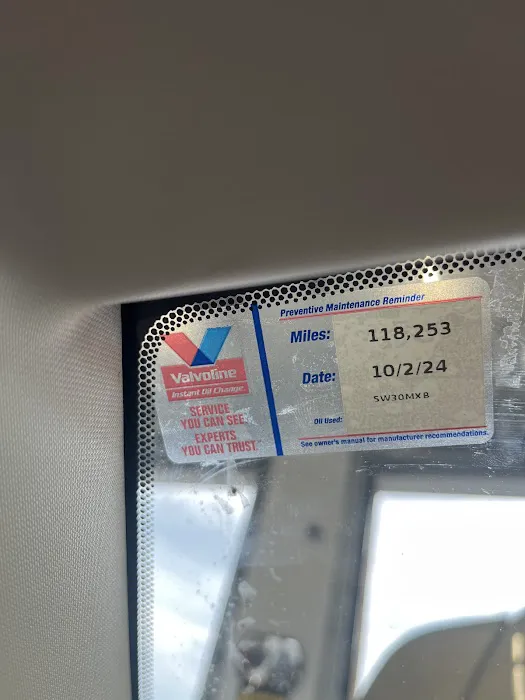 Preventive Maintenance Reminder
Valvoline
Instant Oil Change
SERVICE
YOU CAN SEE.
EXPERTS
YOU CAN TRUST.
Miles: 118,253
Date: 10/2/24
5W30MXB
Oil Used:
See owner's manual for manufacturer recommendations.